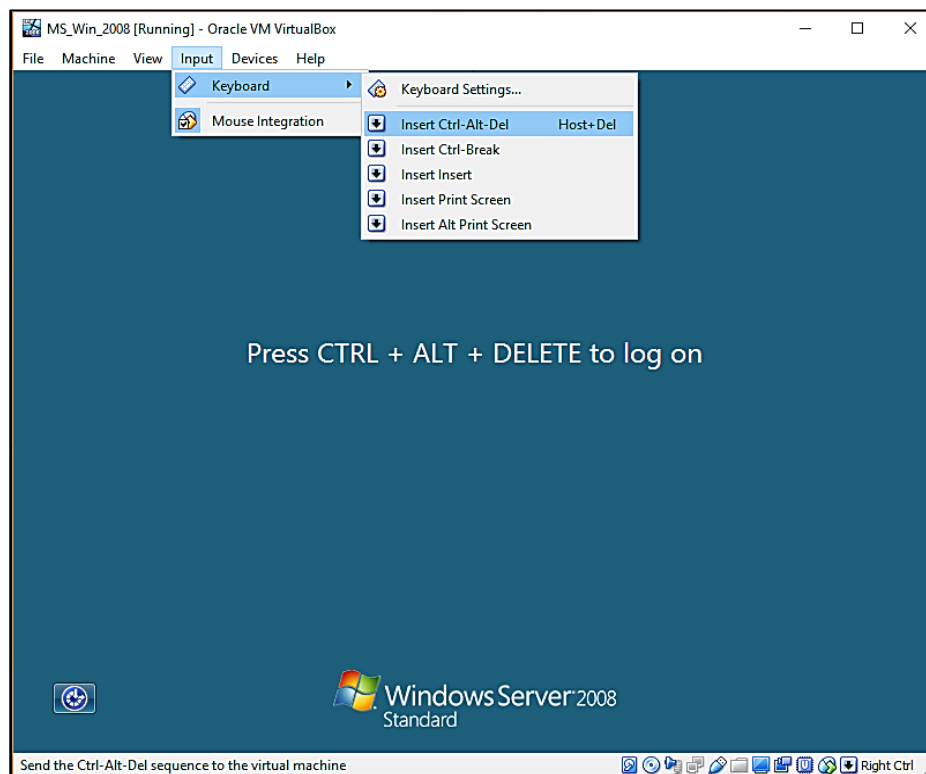 MS_Win_2008 [Running] - Oracle VM VirtualBox
File Machine View Input Devices Help
Keyboard
Mouse Integration
Keyboard Settings...
Insert Ctrl-Alt-Del Host+Del
Insert Ctrl-Break
Insert Insert
Insert Print Screen
Insert Alt Print Screen
Press CTRL + ALT + DELETE to log on
Windows Server 2008
Standard
Send the Ctrl-Alt-Del sequence to the virtual machine Right Ctrl